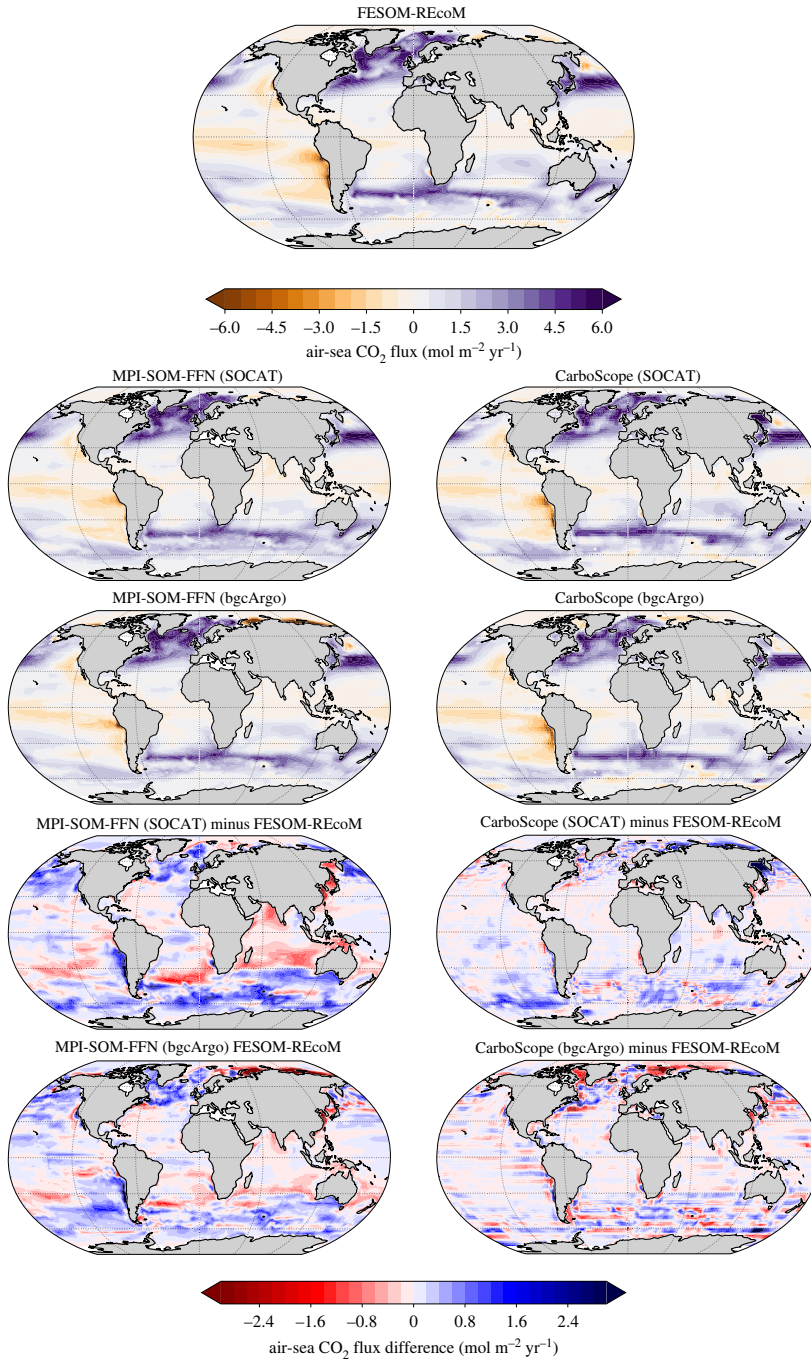 FESOM-REcoM
–6.0 –4.5 –3.0 –1.5 0 1.5 3.0 4.5 6.0
air-sea CO₂ flux (mol m⁻² yr⁻¹)
MPI-SOM-FFN (SOCAT) CarboScope (SOCAT)
MPI-SOM-FFN (bgcArgo) CarboScope (bgcArgo)
MPI-SOM-FFN (SOCAT) minus FESOM-REcoM CarboScope (SOCAT) minus FESOM-REcoM
MPI-SOM-FFN (bgcArgo) FESOM-REcoM CarboScope (bgcArgo) minus FESOM-REcoM
–2.4 –1.6 –0.8 0 0.8 1.6 2.4
air-sea CO₂ flux difference (mol m⁻² yr⁻¹)